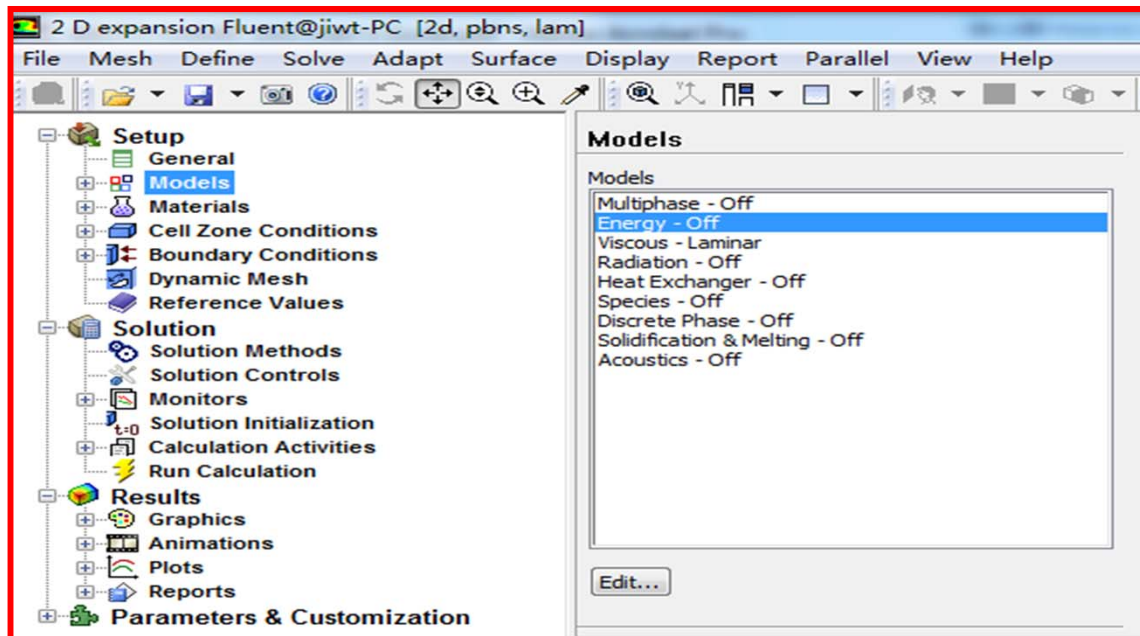 2 D expansion Fluent@jiwt-PC [2d, pbns, lam]
File Mesh Define Solve Adapt Surface Display Report Parallel View Help
Setup
General
Models
Materials
Cell Zone Conditions
Boundary Conditions
Dynamic Mesh
Reference Values
Solution
Solution Methods
Solution Controls
Monitors
t=0 Solution Initialization
Calculation Activities
Run Calculation
Results
Graphics
Animations
Plots
Reports
Parameters & Customization
Models
Models
Multiphase - Off
Energy - Off
Viscous - Laminar
Radiation - Off
Heat Exchanger - Off
Species - Off
Discrete Phase - Off
Solidification & Melting - Off
Acoustics - Off
Edit...